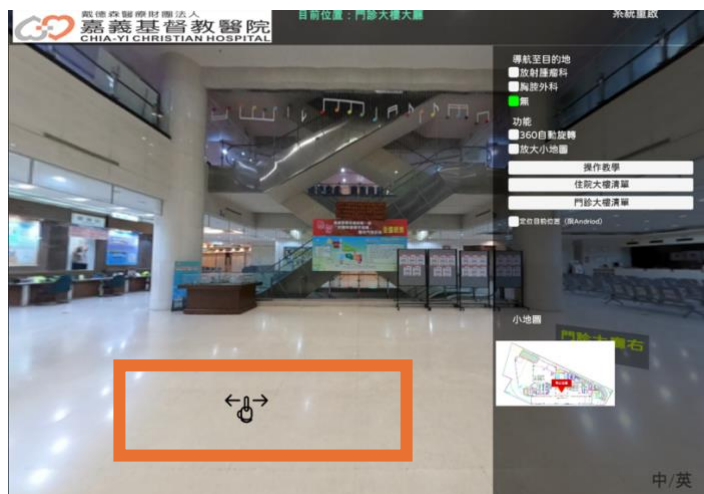 戴德森醫療財團法人
嘉義基督教醫院
CHIA-YI CHRISTIAN HOSPITAL
目前位置：門診大樓大廳
系統重啟
導航至目的地
放射腫瘤科
胸腔外科
無
功能
360自動旋轉
放大小地圖
操作教學
住院大樓清單
門診大樓清單
定位目前位置 (限Andriod)
小地圖
中/英